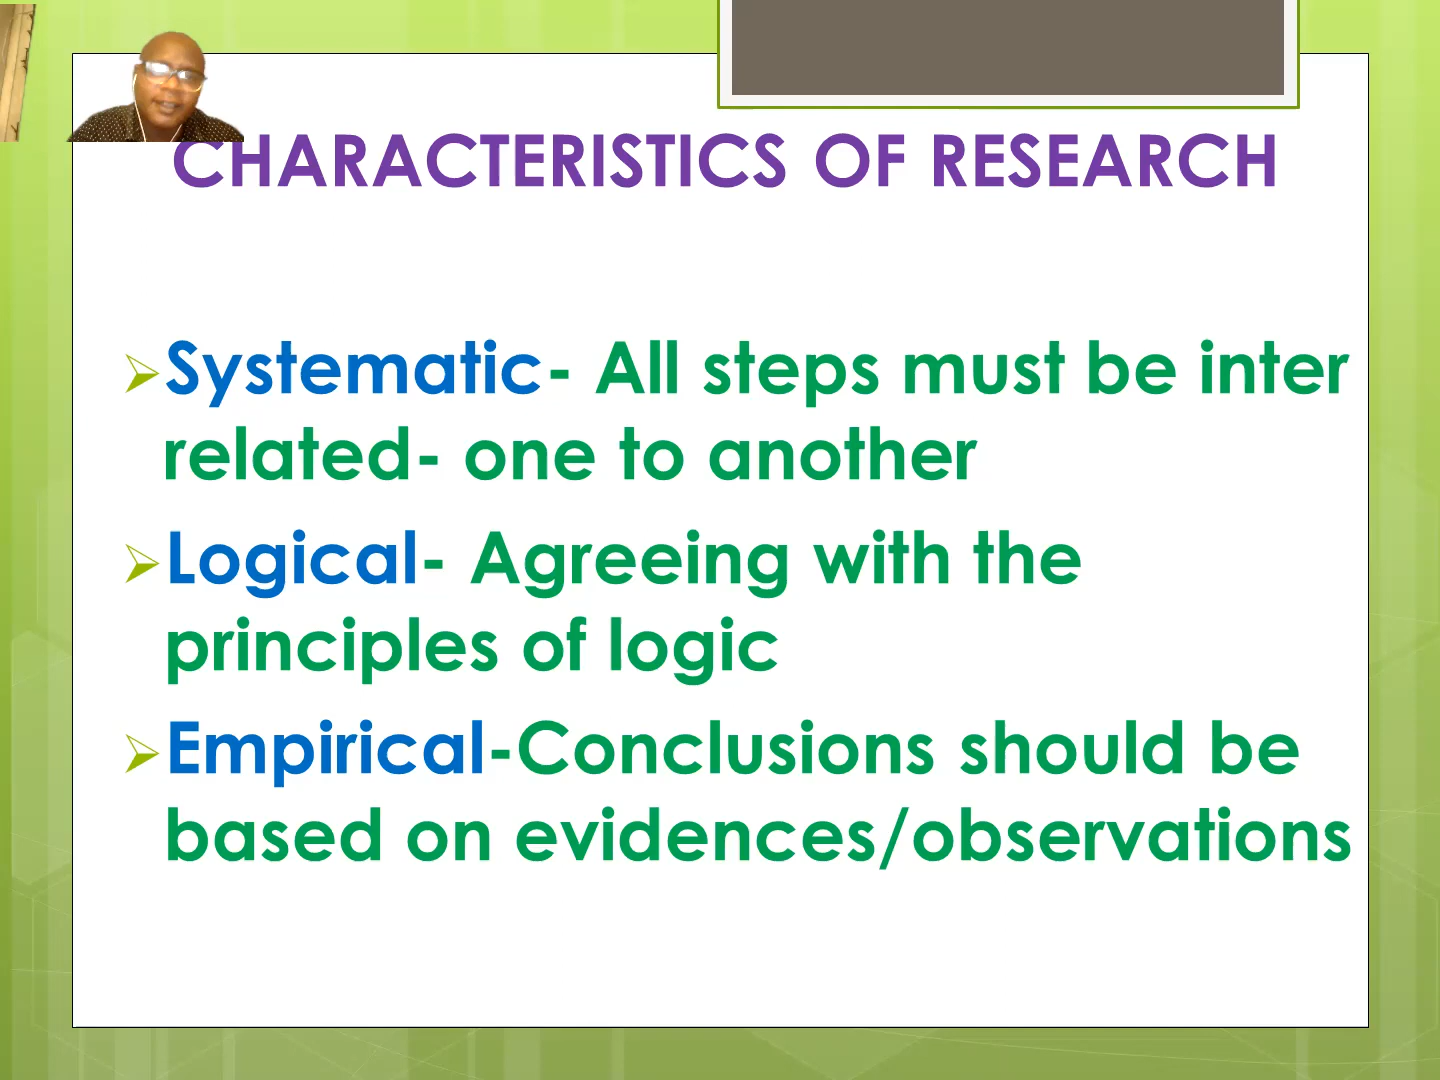 CHARACTERISTICS OF RESEARCH
Systematic- All steps must be inter
related- one to another
Logical- Agreeing with the
principles of logic
Empirical-Conclusions should be
based on evidences/observations